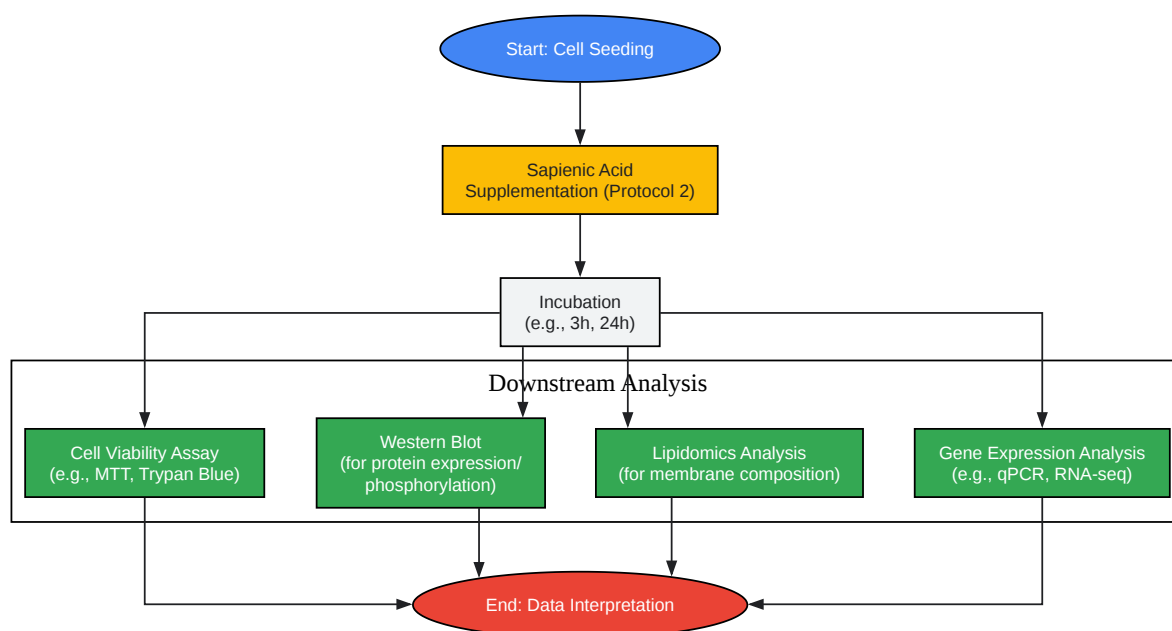 Start: Cell Seeding
Sapienic Acid
Supplementation (Protocol 2)
Incubation
(e.g., 3h, 24h)
Downstream Analysis
Cell Viability Assay
(e.g., MTT, Trypan Blue)
Western Blot
(for protein expression/
phosphorylation)
Lipidomics Analysis
(for membrane composition)
Gene Expression Analysis
(e.g., qPCR, RNA-seq)
End: Data Interpretation